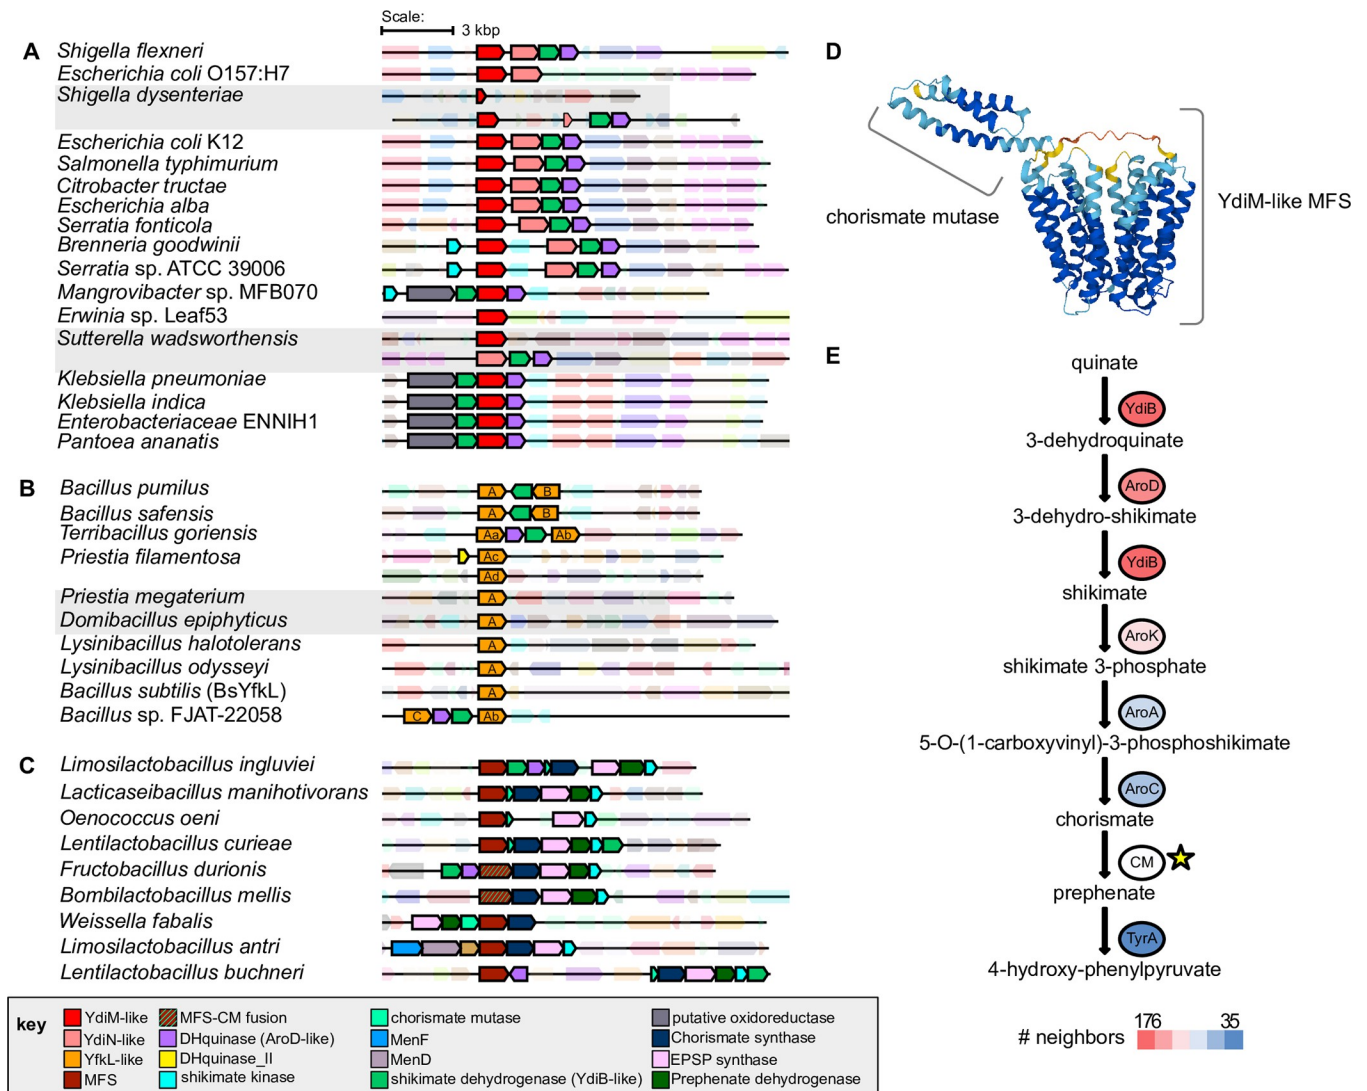 Scale:
3 kbp
A
Shigella flexneri
Escherichia coli O157:H7
Shigella dysenteriae
Escherichia coli K12
Salmonella typhimurium
Citrobacter tructae
Escherichia alba
Serratia fonticola
Brenneria goodwinii
Serratia sp. ATCC 39006
Mangrovibacter sp. MFB070
Erwinia sp. Leaf53
Sutterella wadsworthensis
Klebsiella pneumoniae
Klebsiella indica
Enterobacteriaceae ENNIH1
Pantoea ananatis
B
Bacillus pumilus A B
Bacillus safensis A B
Terribacillus goriensis Aa Ab
Priestia filamentosa Ac
Ad
Priestia megaterium A
Domibacillus epiphyticus A
Lysinibacillus halotolerans A
Lysinibacillus odysseyi A
Bacillus subtilis (BsYfkL) A
Bacillus sp. FJAT-22058 C Ab
C
Limosilactobacillus ingluviei
Lacticaseibacillus manihotivorans
Oenococcus oeni
Lentilactobacillus curieae
Fructobacillus durionis
Bombilactobacillus mellis
Weissella fabalis
Limosilactobacillus antri
Lentilactobacillus buchneri
key
YdiM-like
YdiN-like
YfkL-like
MFS
MFS-CM fusion
DHquinase (AroD-like)
DHquinase_II
shikimate kinase
chorismate mutase
MenF
MenD
shikimate dehydrogenase (YdiB-like)
putative oxidoreductase
Chorismate synthase
EPSP synthase
Prephenate dehydrogenase
D
chorismate mutase
YdiM-like MFS
E
quinate
YdiB
3-dehydroquinate
AroD
3-dehydro-shikimate
YdiB
shikimate
AroK
shikimate 3-phosphate
AroA
5-O-(1-carboxyvinyl)-3-phosphoshikimate
AroC
chorismate
CM
prephenate
TyrA
4-hydroxy-phenylpyruvate
# neighbors
176 35